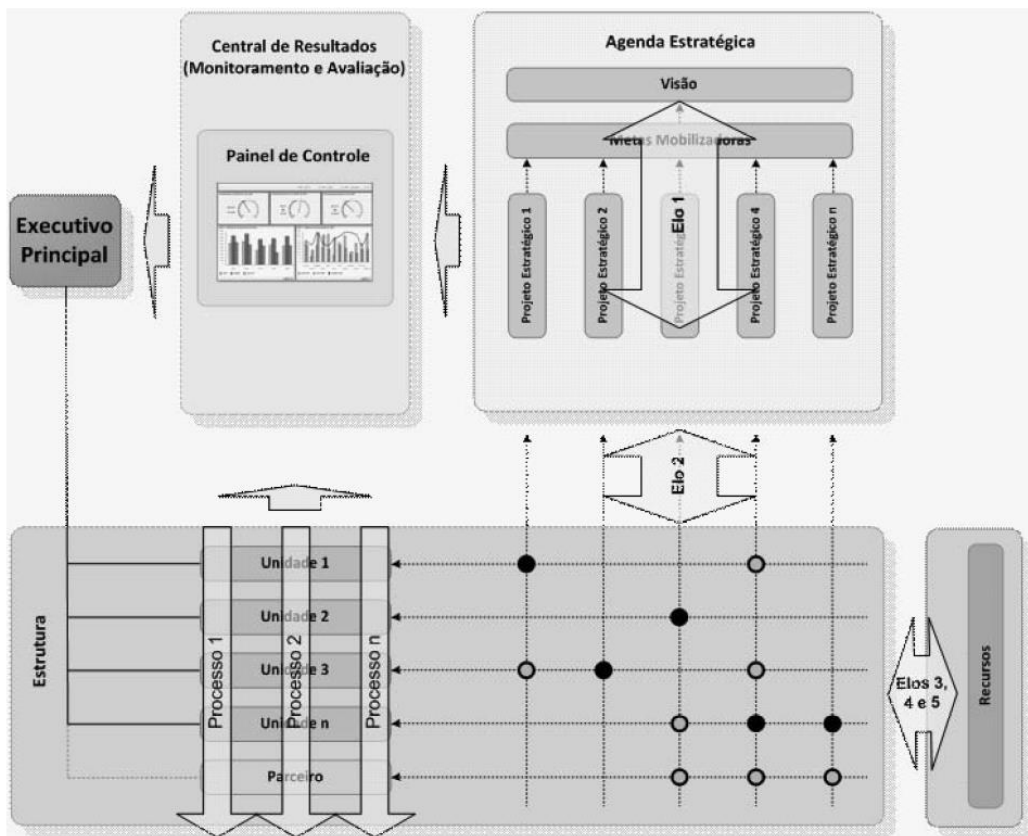 Central de Resultados
(Monitoramento e Avaliação)
Painel de Controle
Agenda Estratégica
Visão
Metas Mobilizadoras
Projeto Estratégico 1
Projeto Estratégico 2
Projeto Estratégic
Elo 1
Projeto Estratégico 4
Projeto Estratégico n
Executivo
Principal
Elo 2
Estrutura
Unidade 1
Unidade 2
Unidade 3
Unidade n
Parceiro
Processo 1
Processo 2
Processo n
Elos 3,
4 e 5
Recursos